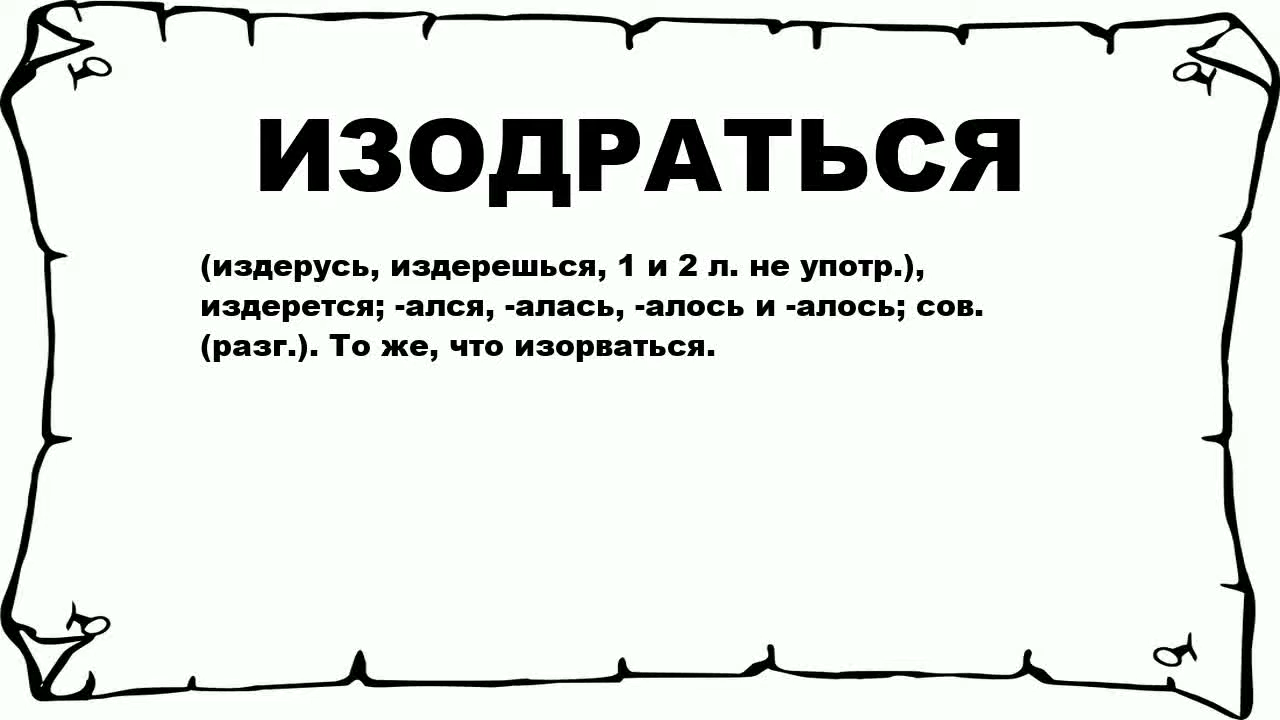 ИЗОДРАТЬСЯ
(издерусь, издерешься, 1 и 2 л. не употр.),
издерется; -ался, -алась, -алось и -алось; сов.
(разг.). То же, что изорваться.